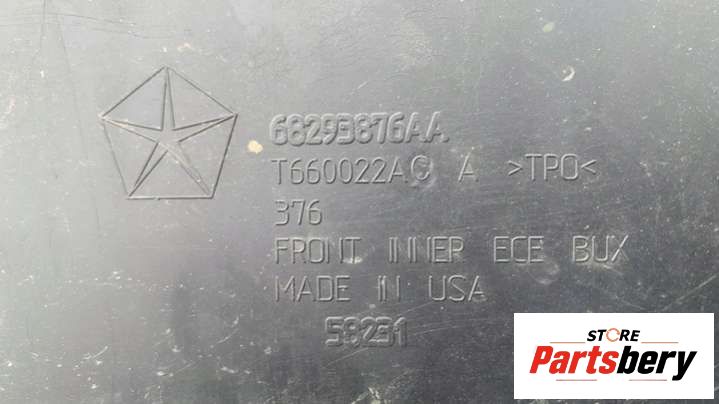 68293876AA
T660022AC A >TPO<
376
FRONT INNER ECE BUX
MADE IN USA
58231
STORE
Partsbery